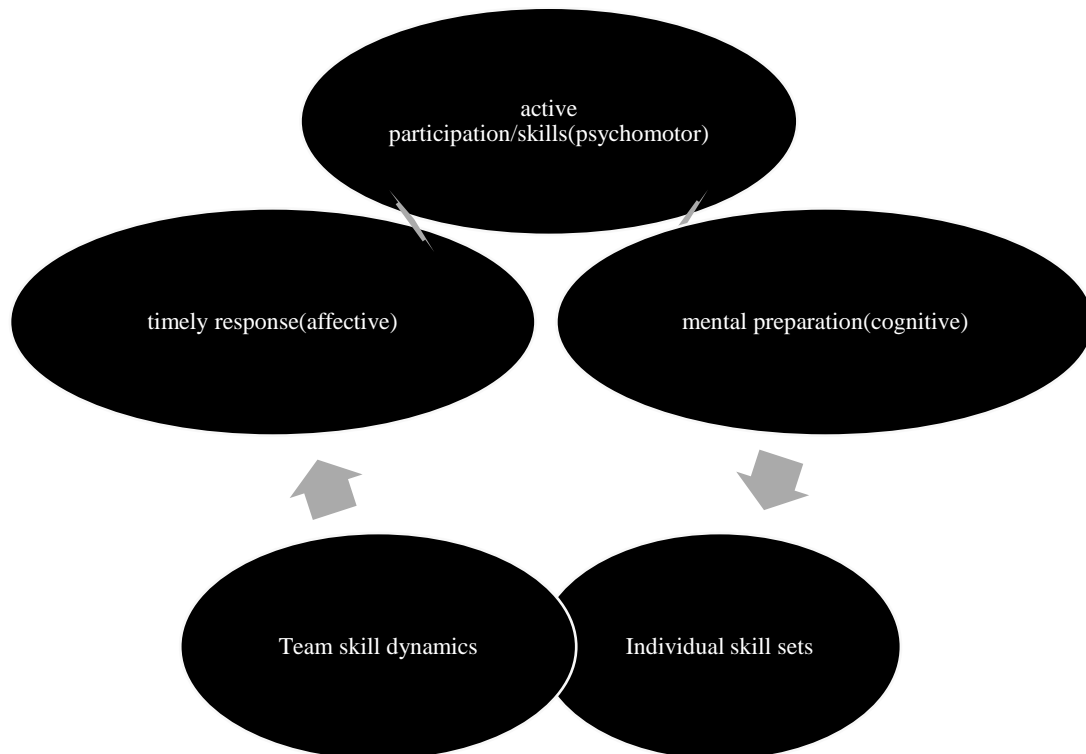 active
participation/skills(psychomotor)
timely response(affective)
mental preparation(cognitive)
Team skill dynamics
Individual skill sets